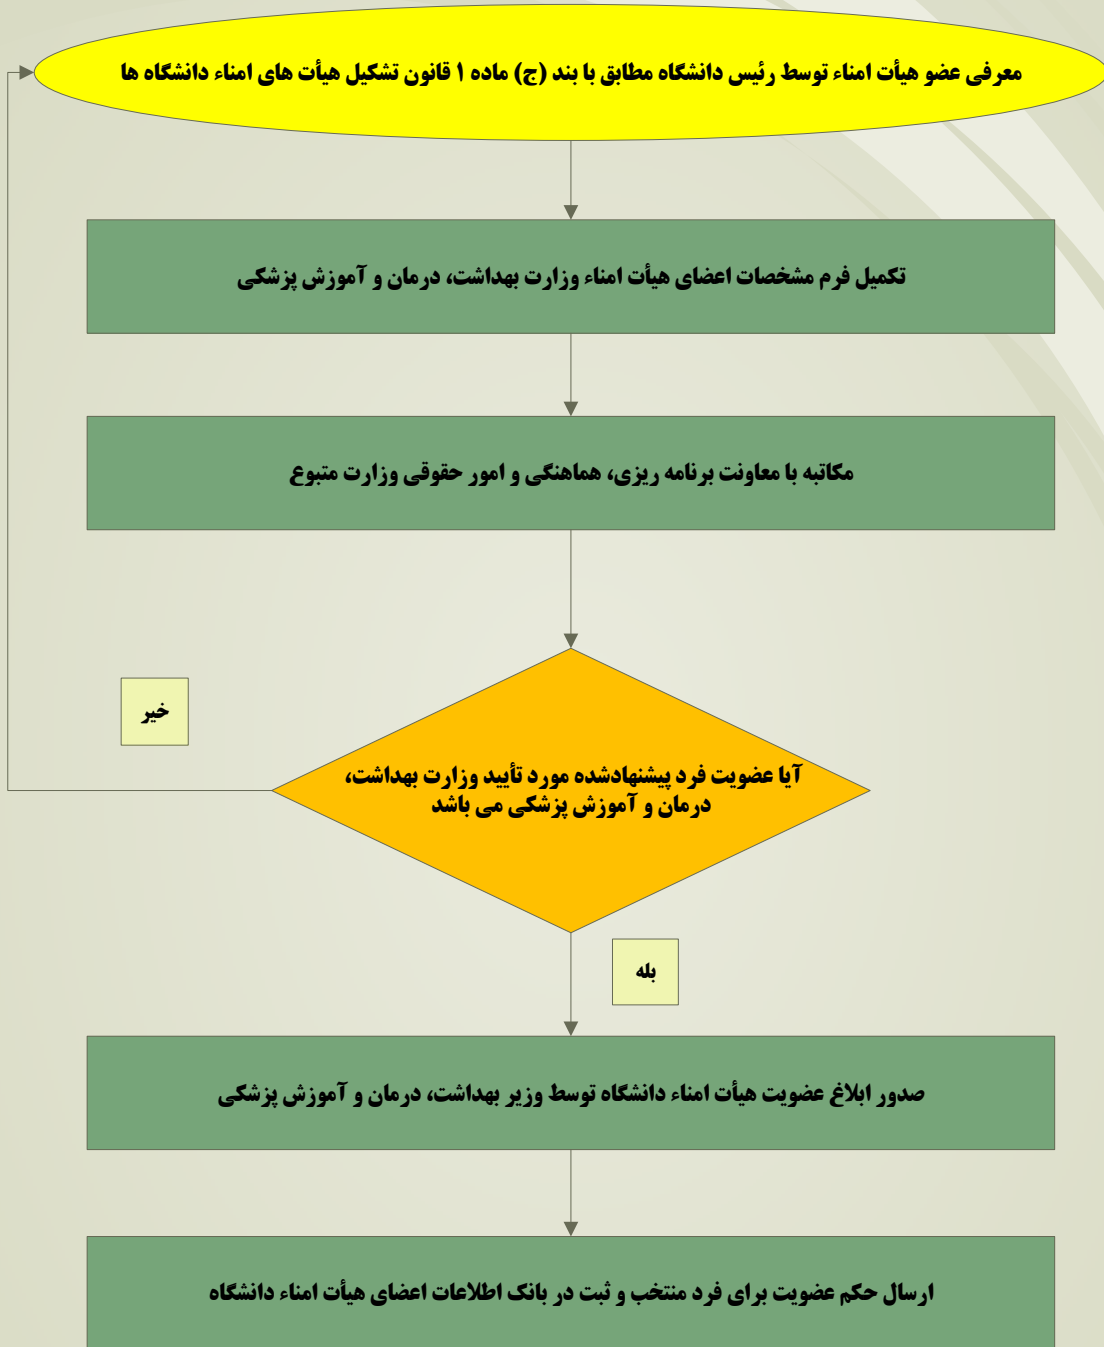 معرفی عضو هیأت امناء توسط رئیس دانشگاه مطابق با بند (ج) ماده ۱ قانون تشکیل هیأت های امناء دانشگاه ها
تکمیل فرم مشخصات اعضای هیأت امناء وزارت بهداشت، درمان و آموزش پزشکی
مکاتبه با معاونت برنامه ریزی، هماهنگی و امور حقوقی وزارت متبوع
خیر
آیا عضویت فرد پیشنهادشده مورد تأیید وزارت بهداشت،
درمان و آموزش پزشکی می باشد
بله
صدور ابلاغ عضویت هیأت امناء دانشگاه توسط وزیر بهداشت، درمان و آموزش پزشکی
ارسال حکم عضویت برای فرد منتخب و ثبت در بانک اطلاعات اعضای هیأت امناء دانشگاه